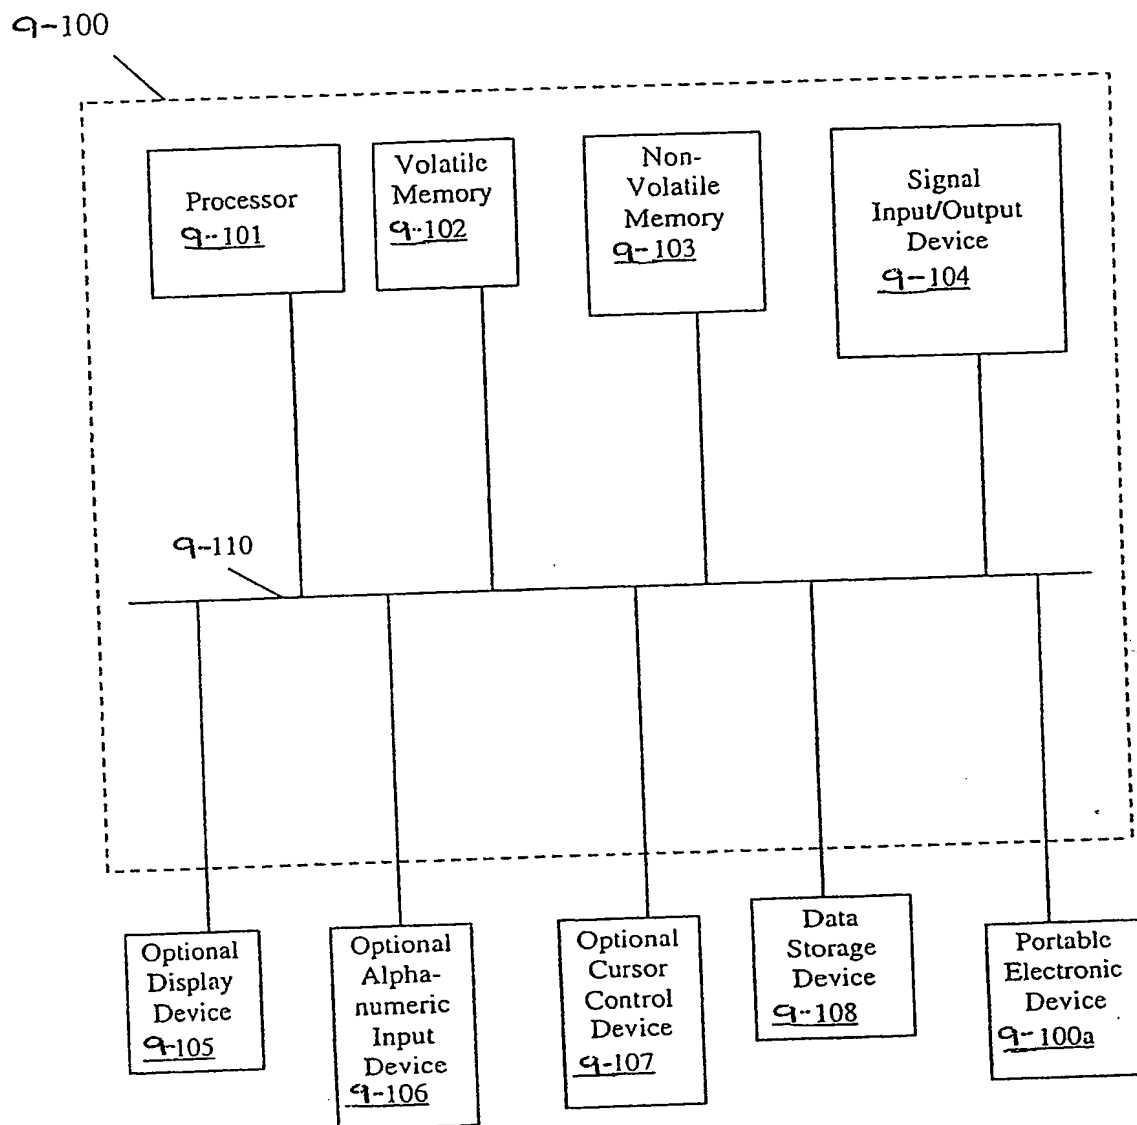 9-100
Processor
9-101
Volatile
Memory
9-102
Non-
Volatile
Memory
9-103
Signal
Input/Output
Device
9-104
9-110
Optional
Display
Device
9-105
Optional
Alpha-
numeric
Input
Device
9-106
Optional
Cursor
Control
Device
9-107
Data
Storage
Device
9-108
Portable
Electronic
Device
9-100a